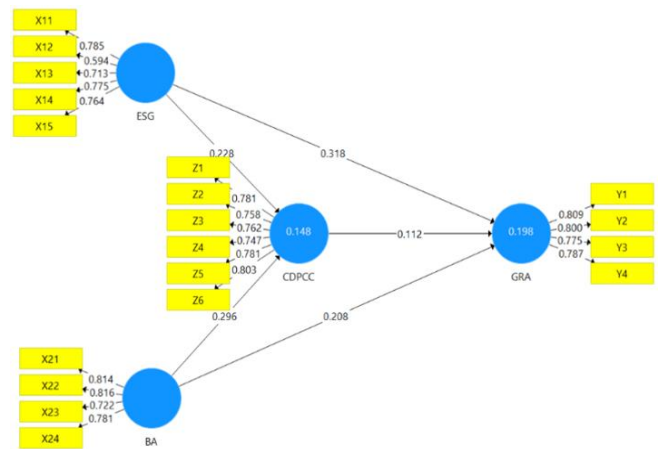 X11
X12
X13
X14
X15
0.785
0.594
0.713
0.775
0.764
ESG
0.228
0.318
Z1
Z2
Z3
Z4
Z5
Z6
0.781
0.758
0.762
0.747
0.781
0.803
0.148
CDPCC
0.112
0.198
GRA
0.809
0.800
0.775
0.787
Y1
Y2
Y3
Y4
0.296
0.208
X21
X22
X23
X24
0.814
0.816
0.722
0.781
BA